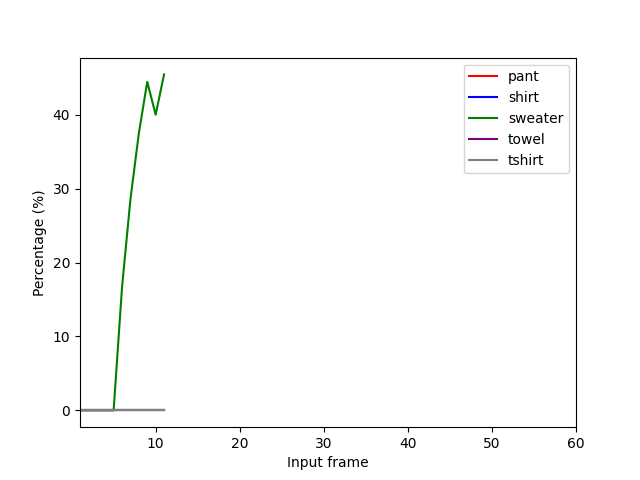 pant
shirt
sweater
towel
tshirt
Percentage (%)
40
30
20
10
0
10 20 30 40 50 60
Input frame